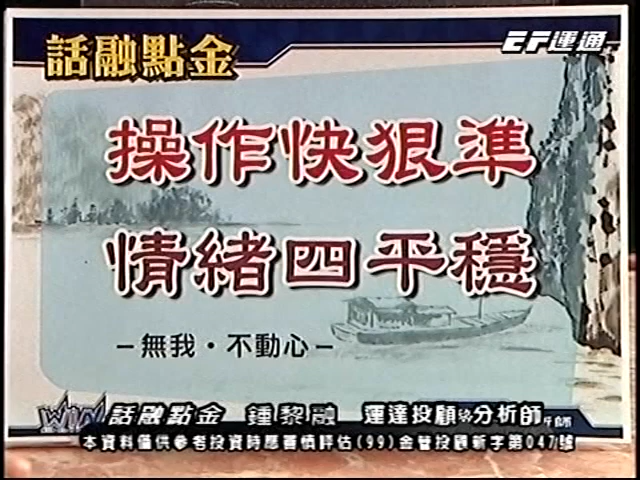 話融點金
EF運通
操作快狠準
情緒四平穩
–無我・不動心–
WIN 話融點金 鍾黎融 運達投顧 分析師
本資料僅供參考投資時應審慎評估(99)金管投顧新字第047號